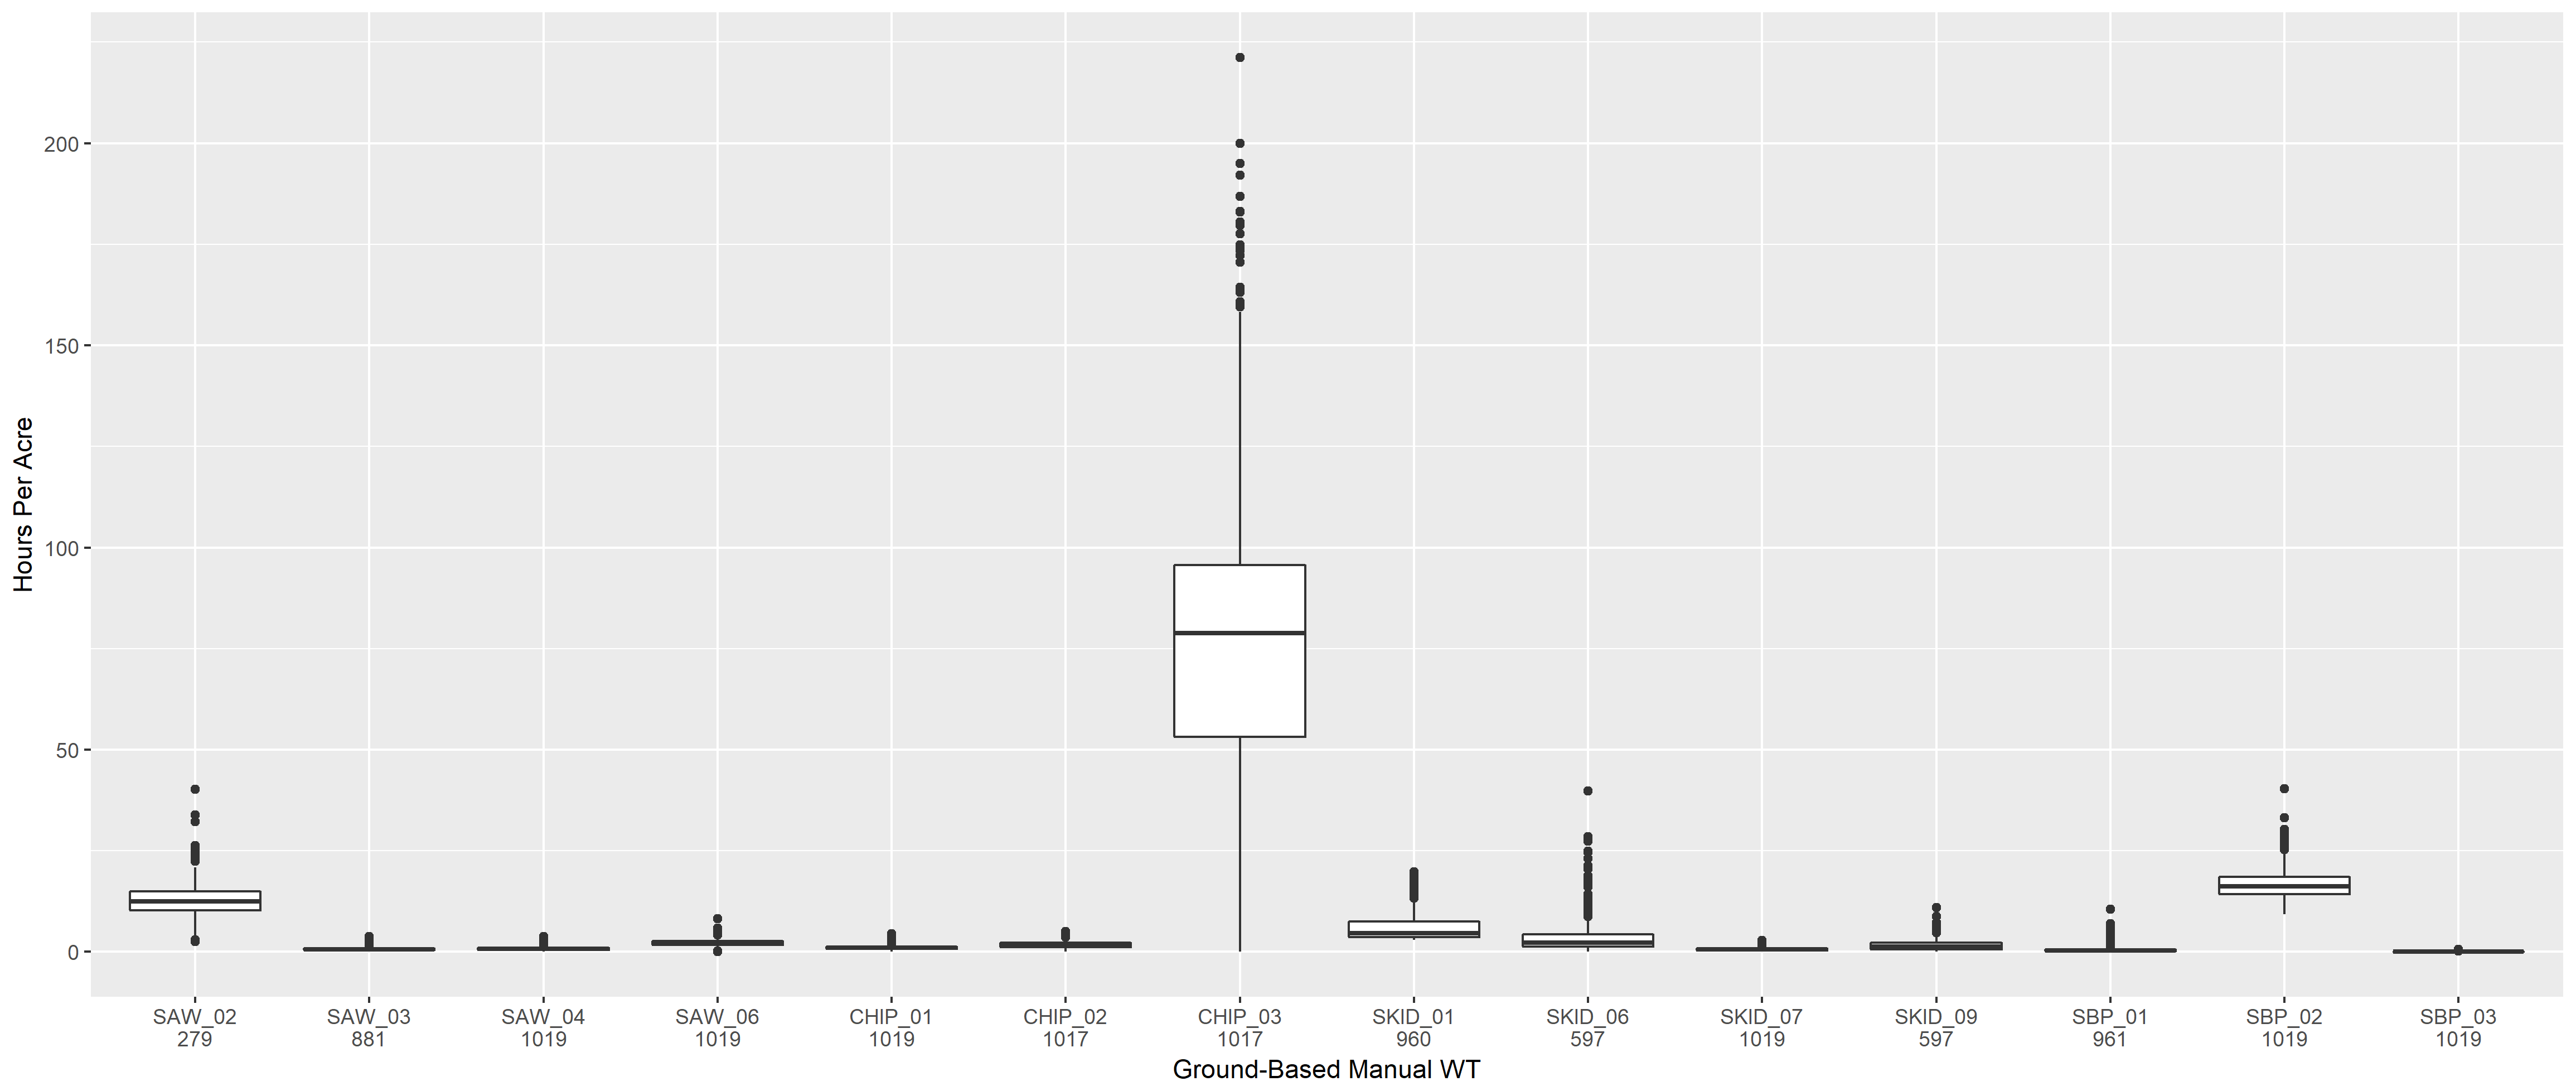 200
150
100
50
0
Hours Per Acre
SAW_02 SAW_03 SAW_04 SAW_06 CHIP_01 CHIP_02 CHIP_03 SKID_01 SKID_06 SKID_07 SKID_09 SBP_01 SBP_02 SBP_03
279 881 1019 1019 1019 1017 1017 960 597 1019 597 961 1019 1019
Ground-Based Manual WT